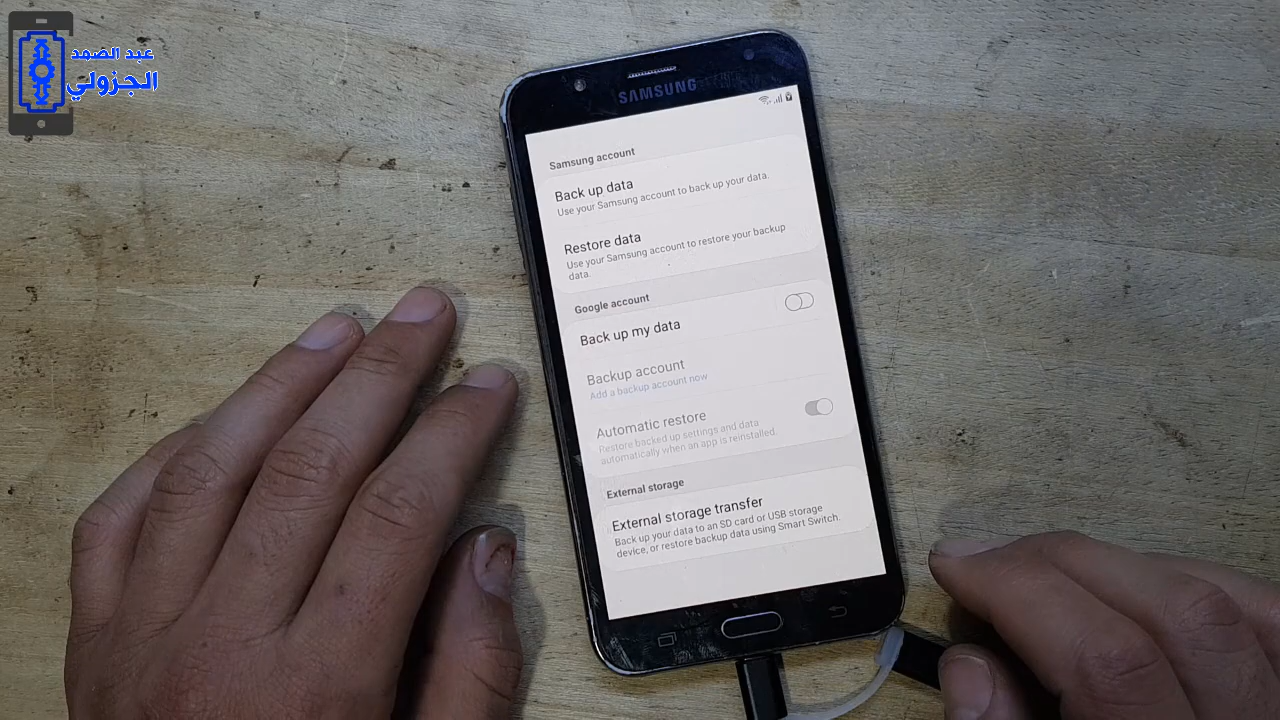 عبد الصمد
الجزولي
SAMSUNG
Samsung account
Back up data
Use your Samsung account to back up your data.
Restore data
Use your Samsung account to restore your backup
data.
Google account
Back up my data
Backup account
Add a backup account now
Automatic restore
Restore backed up settings and data
automatically when an app is reinstalled.
External storage
External storage transfer
Back up your data to an SD card or USB storage
device, or restore backup data using Smart Switch.